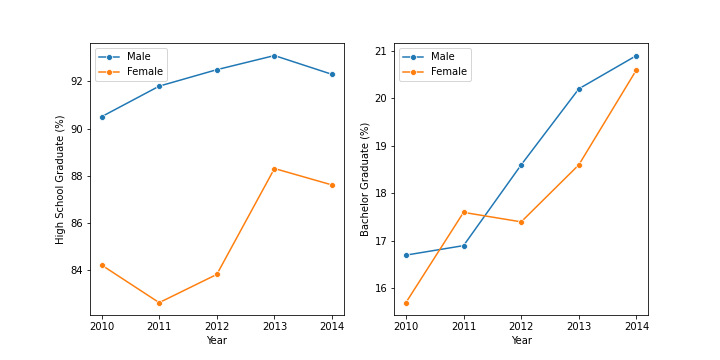 Male
Female
High School Graduate (%)
92
90
88
86
84
2010 2011 2012 2013 2014
Year
Male
Female
Bachelor Graduate (%)
21
20
19
18
17
16
2010 2011 2012 2013 2014
Year